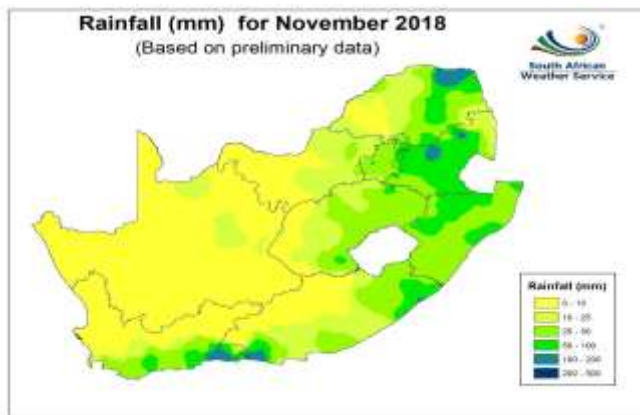 Rainfall (mm) for November 2018
(Based on preliminary data)
South African
Weather Service
Rainfall (mm)
0 - 10
10 - 25
25 - 50
50 - 100
100 - 200
200 - 500